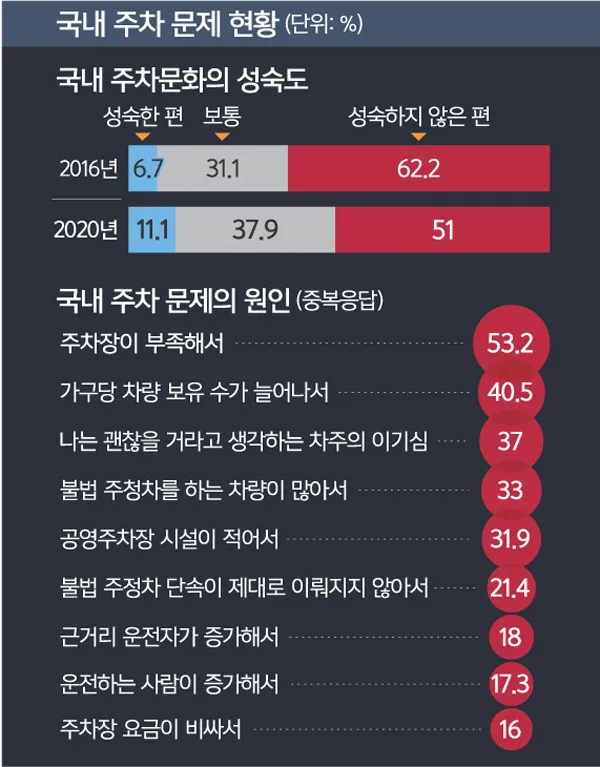 국내 주차 문제 현황 (단위: %)
국내 주차문화의 성숙도
성숙한 편 보통 성숙하지 않은 편
2016년 6.7 31.1 62.2
2020년 11.1 37.9 51
국내 주차 문제의 원인 (중복응답)
주차장이 부족해서 53.2
가구당 차량 보유 수가 늘어나서 40.5
나는 괜찮을 거라고 생각하는 차주의 이기심 37
불법 주청차를 하는 차량이 많아서 33
공영주차장 시설이 적어서 31.9
불법 주정차 단속이 제대로 이뤄지지 않아서 21.4
근거리 운전자가 증가해서 18
운전하는 사람이 증가해서 17.3
주차장 요금이 비싸서 16